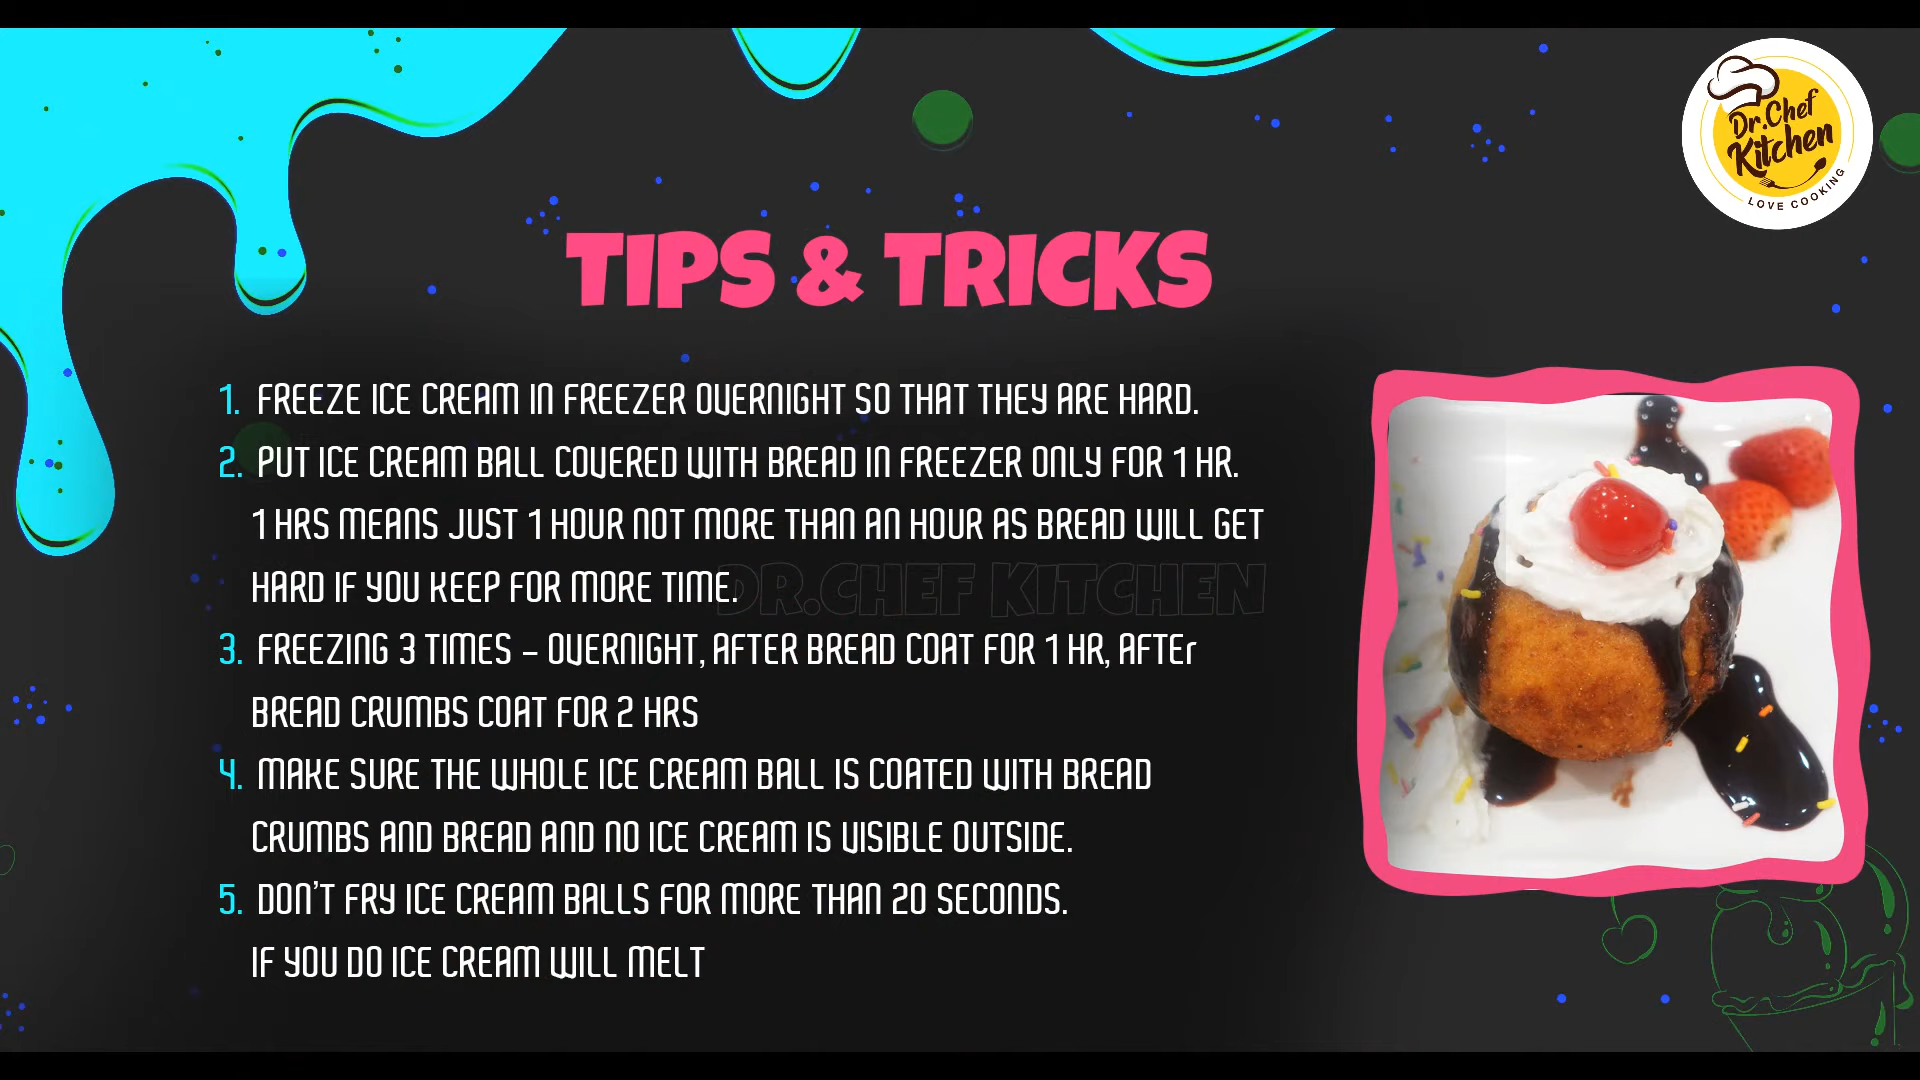 Dr.Chef
Kitchen
LOVE COOKING
TIPS & TRICKS
1. FREEZE ICE CREAM IN FREEZER OVERNIGHT SO THAT THEY ARE HARD.
2. PUT ICE CREAM BALL COVERED WITH BREAD IN FREEZER ONLY FOR 1 HR.
1 HRS MEANS JUST 1 HOUR NOT MORE THAN AN HOUR AS BREAD WILL GET
HARD IF YOU KEEP FOR MORE TIME.
DR.CHEF KITCHEN
3. FREEZING 3 TIMES – OVERNIGHT, AFTER BREAD COAT FOR 1 HR, AFTEr
BREAD CRUMBS COAT FOR 2 HRS
4. MAKE SURE THE WHOLE ICE CREAM BALL IS COATED WITH BREAD
CRUMBS AND BREAD AND NO ICE CREAM IS VISIBLE OUTSIDE.
5. DON'T FRY ICE CREAM BALLS FOR MORE THAN 20 SECONDS.
IF YOU DO ICE CREAM WILL MELT